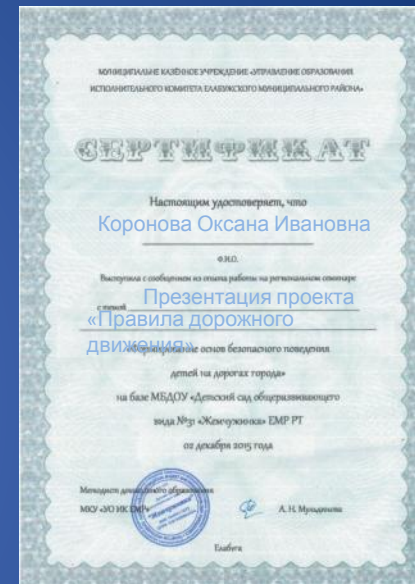 МУНИЦИПАЛЬНЕ КАЗЁННОЕ УЧРЕЖДЕНИЕ «УПРАВЛЕНИЕ ОБРАЗОВАНИЯ
ИСПОЛНИТЕЛЬНОГО КОМИТЕТА ЕЛАБУЖСКОГО МУНИЦИПАЛЬНОГО РАЙОНА»
СЕРТИФИКАТ
Настоящим удостоверяет, что
Коронова Оксана Ивановна
Ф.И.О.
Выступила с сообщением из опыта работы на региональном семинаре
с темой Презентация проекта
«Правила дорожного
движения»
«Формирование основ безопасного поведения
детей на дорогах города»
на базе МБДОУ «Детский сад общеразвивающего
вида №31 «Жемчужинка» ЕМР РТ
02 декабря 2015 года
Методист дошкольного образования
МКУ «УО ИК ЕМР»
А. Н.
Елабуга